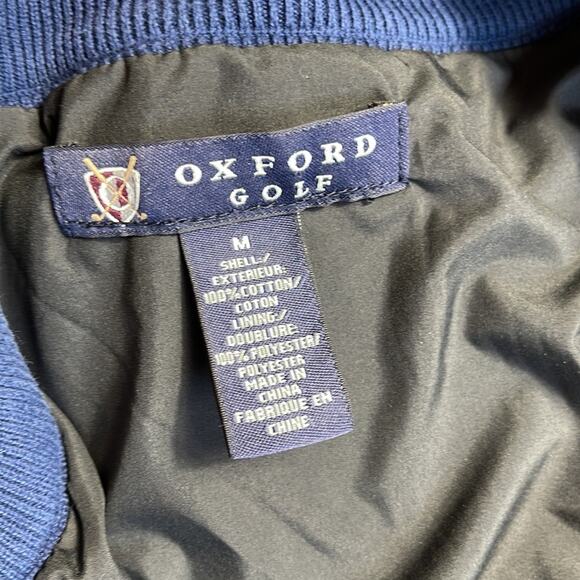 OXFORD
GOLF
M
SHELL:/
EXTERIEUR:
100%COTTON/
COTON
LINING:/
DOUBLURE:
100% POLYESTER/
POLYESTER
MADE IN
CHINA
FABRIQUE EN
CHINE